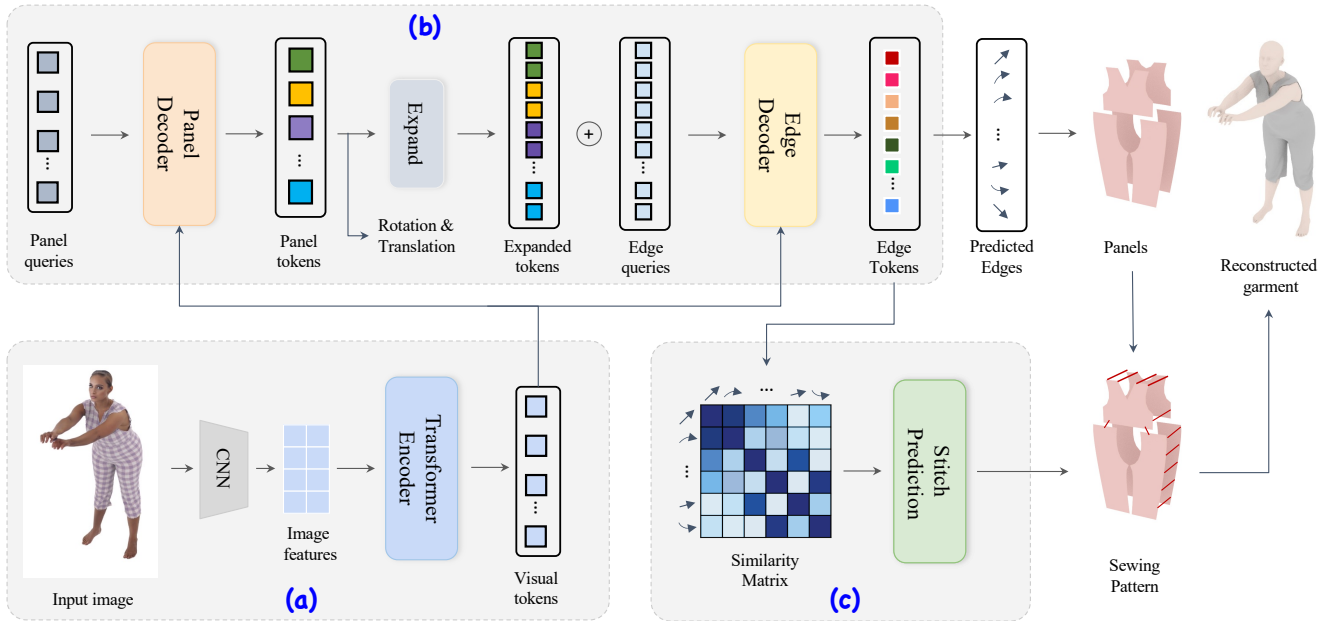 (b)
Panel
Decoder
Expand
Edge
Decoder
Panel
queries
Panel
tokens
Rotation &
Translation
Expanded
tokens
Edge
queries
Edge
Tokens
Predicted
Edges
Panels
Reconstructed
garment
CNN
Transformer
Encoder
Stitch
Prediction
Image
features
Input image
(a)
Visual
tokens
Similarity
Matrix
(c)
Sewing
Pattern